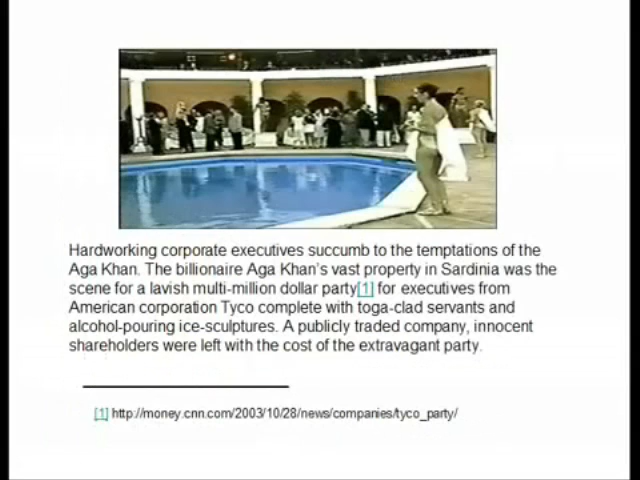 Hardworking corporate executives succumb to the temptations of the
Aga Khan. The billionaire Aga Khan's vast property in Sardinia was the
scene for a lavish multi-million dollar party[1] for executives from
American corporation Tyco complete with toga-clad servants and
alcohol-pouring ice-sculptures. A publicly traded company, innocent
shareholders were left with the cost of the extravagant party.
[1] http://money.cnn.com/2003/10/28/news/companies/tyco_party/